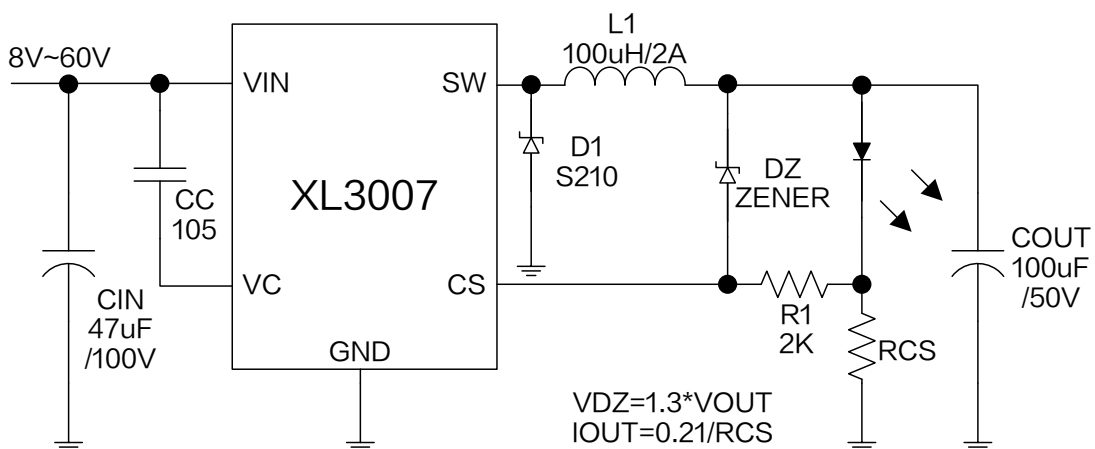 8V~60V
VIN
SW
L1
100uH/2A
D1
S210
DZ
ZENER
XL3007
CC
105
VC
CS
CIN
47uF
/100V
GND
R1
2K
RCS
COUT
100uF
/50V
VDZ=1.3*VOUT
IOUT=0.21/RCS